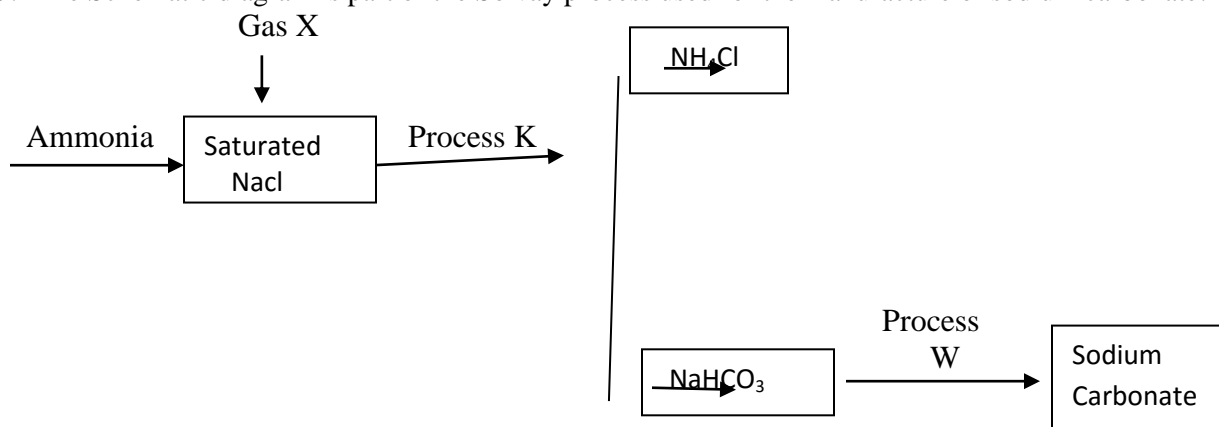 Gas X
NH₄Cl
Ammonia
Saturated
Nacl
Process K
Process
W
NaHCO₃
Sodium
Carbonate